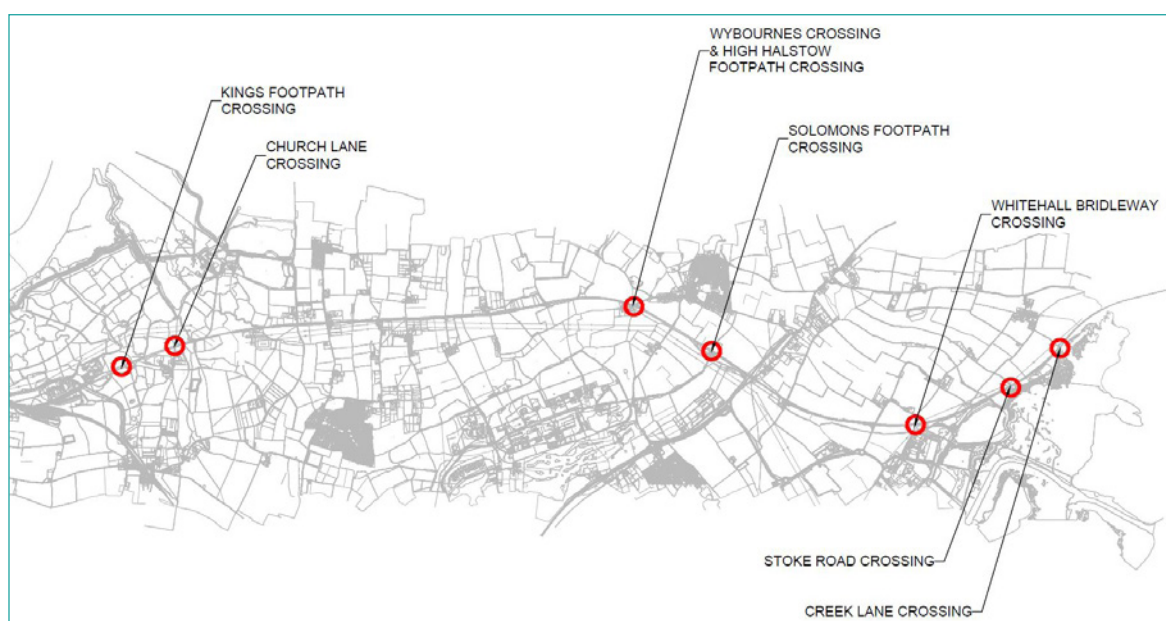 WYBOURNES CROSSING
& HIGH HALSTOW
FOOTPATH CROSSING
KINGS FOOTPATH
CROSSING
SOLOMONS FOOTPATH
CROSSING
CHURCH LANE
CROSSING
WHITEHALL BRIDLEWAY
CROSSING
STOKE ROAD CROSSING
CREEK LANE CROSSING